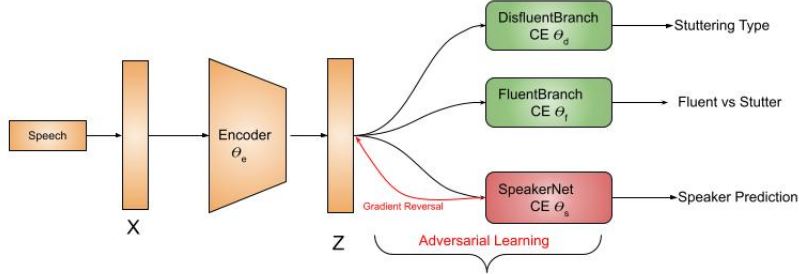 Speech
X
Encoder
Θe
Z
DisfluentBranch
CE Θd
Stuttering Type
FluentBranch
CE Θf
Fluent vs Stutter
SpeakerNet
CE Θs
Speaker Prediction
Gradient Reversal
Adversarial Learning